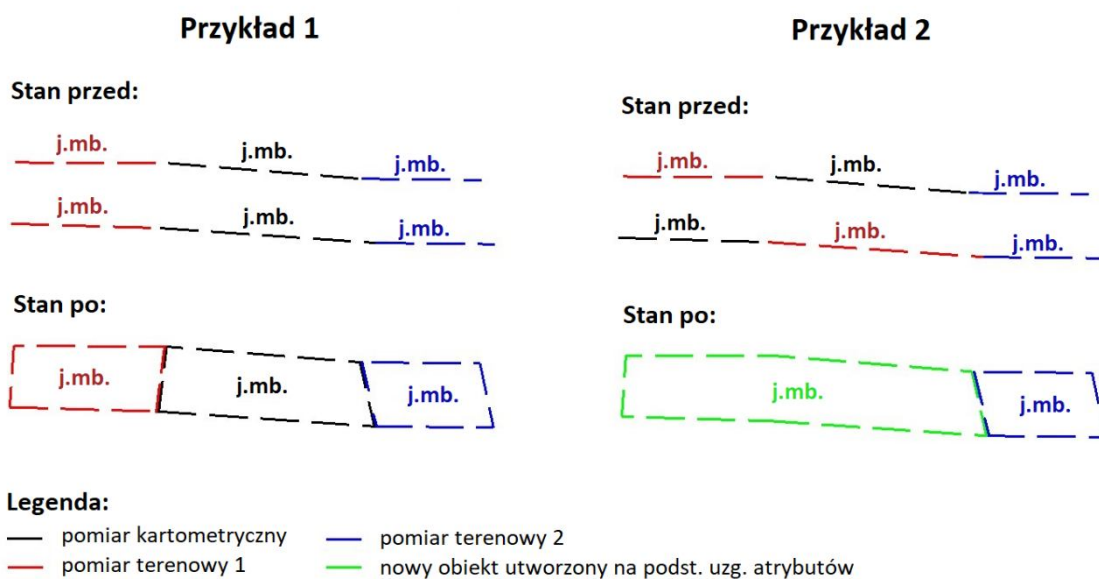 Przykład 1
Stan przed:
j.mb.
j.mb.
j.mb.
j.mb.
j.mb.
j.mb.
Stan po:
j.mb.
j.mb.
j.mb.
Przykład 2
Stan przed:
j.mb.
j.mb.
j.mb.
j.mb.
j.mb.
j.mb.
Stan po:
j.mb.
j.mb.
Legenda:
pomiar kartometryczny
pomiar terenowy 1
pomiar terenowy 2
nowy obiekt utworzony na podst. uzg. atrybutów